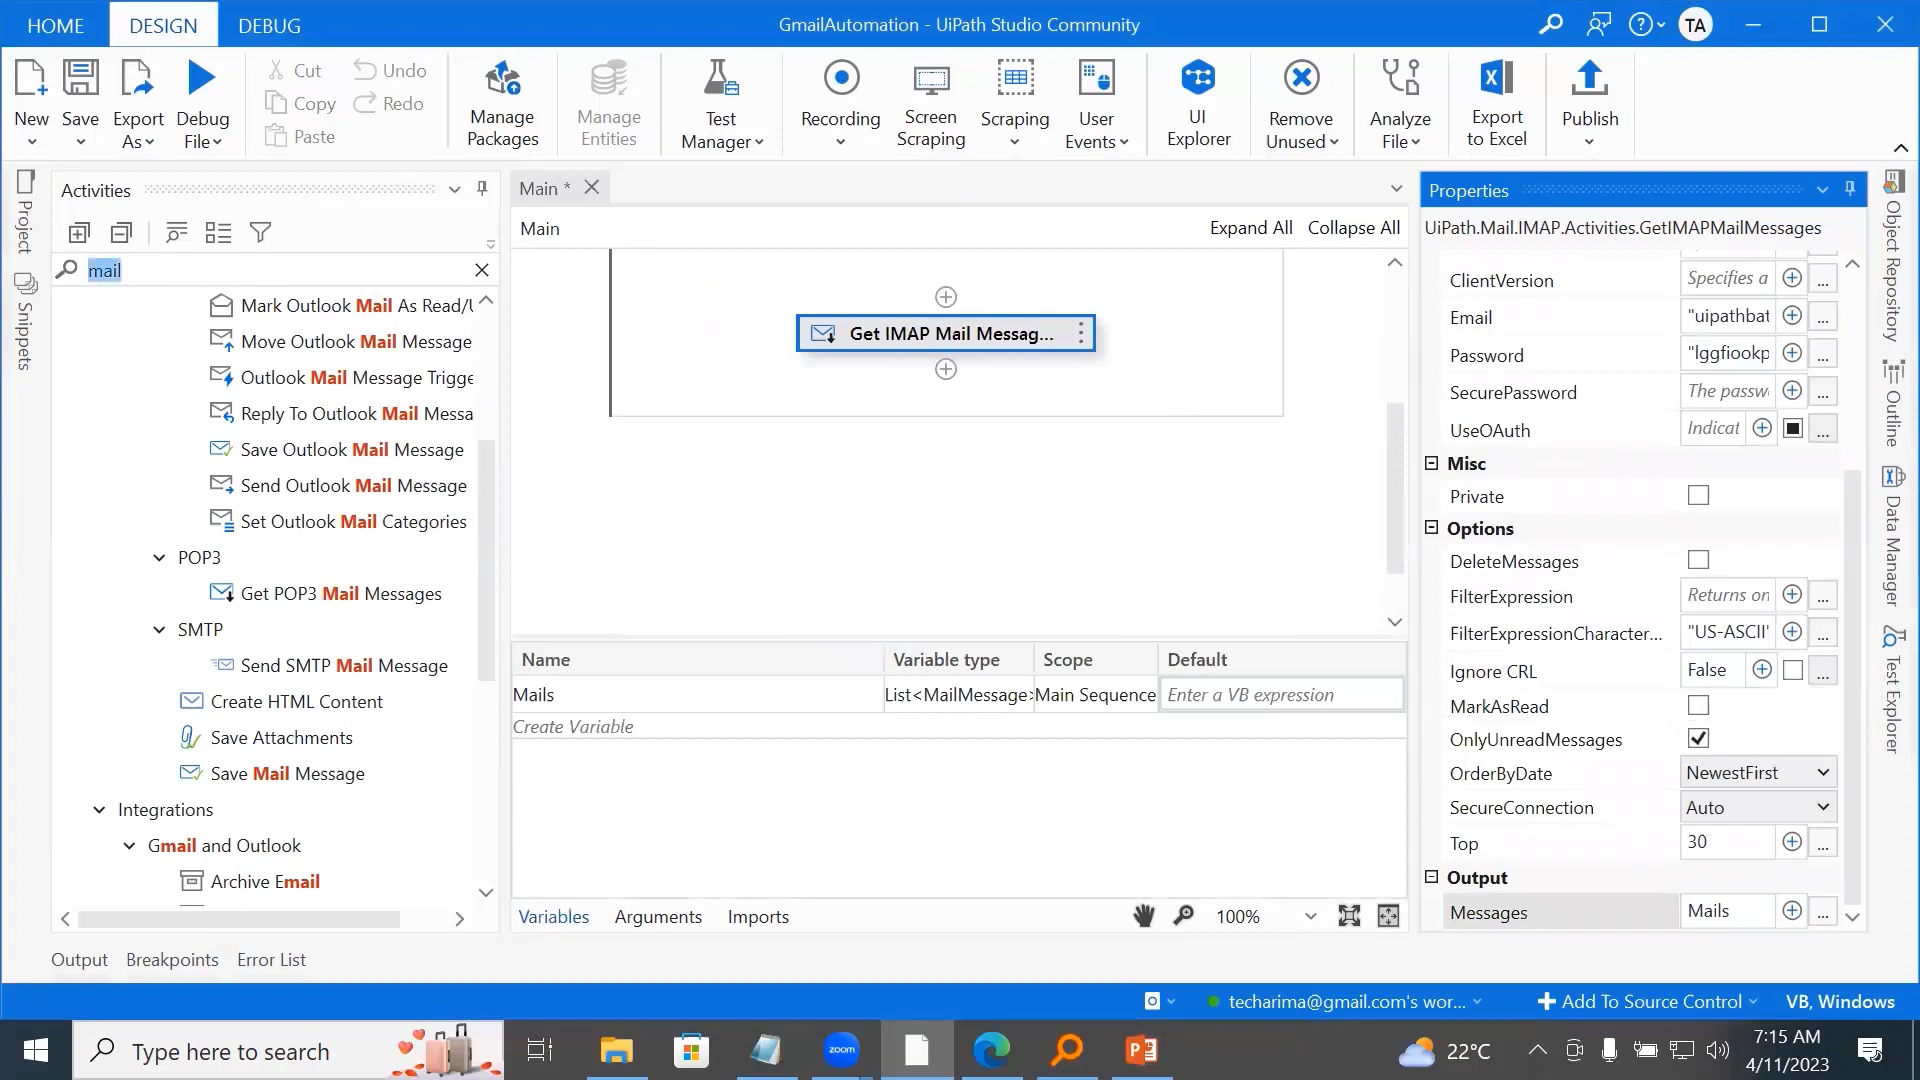 HOME
DESIGN
DEBUG
GmailAutomation - UiPath Studio Community
TA
New
Save
Export As
Debug File
Cut
Copy
Paste
Undo
Redo
Manage Packages
Manage Entities
Test Manager
Recording
Screen Scraping
Scraping
User Events
UI Explorer
Remove Unused
Analyze File
Export to Excel
Publish
Project
Snippets
Activities
mail
Mark Outlook Mail As Read/U
Move Outlook Mail Message
Outlook Mail Message Trigge
Reply To Outlook Mail Messa
Save Outlook Mail Message
Send Outlook Mail Message
Set Outlook Mail Categories
POP3
Get POP3 Mail Messages
SMTP
Send SMTP Mail Message
Create HTML Content
Save Attachments
Save Mail Message
Integrations
Gmail and Outlook
Archive Email
Main *
Main
Expand All
Collapse All
Get IMAP Mail Messag...
Name
Variable type
Scope
Default
Mails
List<MailMessage>
Main Sequence
Enter a VB expression
Create Variable
Variables
Arguments
Imports
100%
Properties
UiPath.Mail.IMAP.Activities.GetIMAPMailMessages
ClientVersion
Specifies a
...
Email
"uipathbat
...
Password
"lggfiookp
...
SecurePassword
The passw
...
UseOAuth
Indicat
...
Misc
Private
Options
DeleteMessages
FilterExpression
Returns on
...
FilterExpressionCharacter...
"US-ASCII"
...
Ignore CRL
False
...
MarkAsRead
OnlyUnreadMessages
OrderByDate
NewestFirst
SecureConnection
Auto
Top
30
...
Output
Messages
Mails
...
Object Repository
Outline
Data Manager
Test Explorer
Output
Breakpoints
Error List
techarima@gmail.com's wor...
Add To Source Control
VB, Windows
Type here to search
zoom
22°C
7:15 AM
4/11/2023